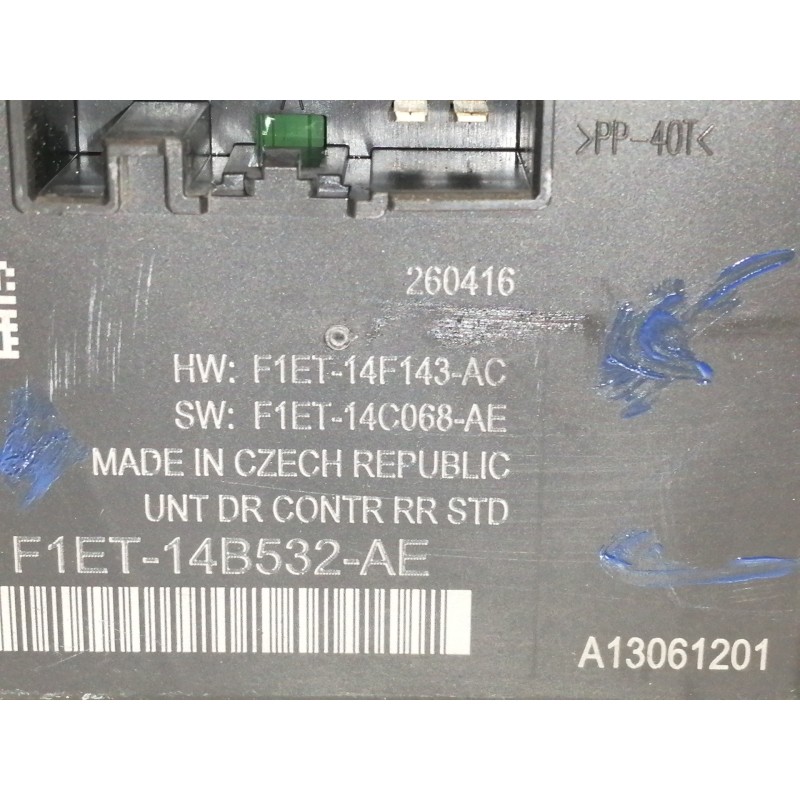 >PP-40T<
260416
HW: F1ET-14F143-AC
SW: F1ET-14C068-AE
MADE IN CZECH REPUBLIC
UNT DR CONTR RR STD
F1ET-14B532-AE
A13061201